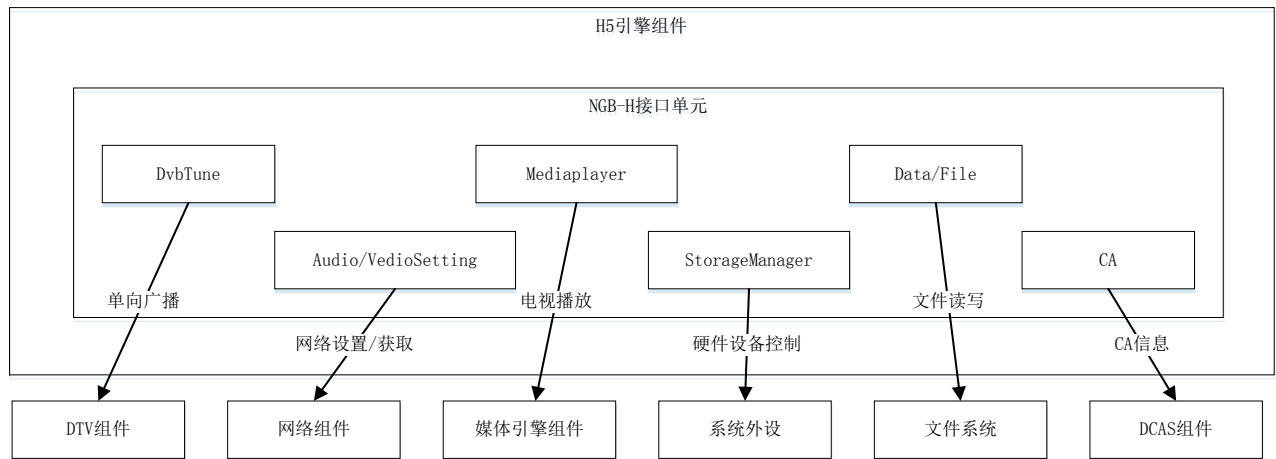 H5引擎组件
NGB-H接口单元
DvbTune
Mediaplayer
Data/File
Audio/VedioSetting
StorageManager
CA
单向广播
电视播放
文件读写
网络设置/获取
硬件设备控制
CA信息
DTV组件
网络组件
媒体引擎组件
系统外设
文件系统
DCAS组件